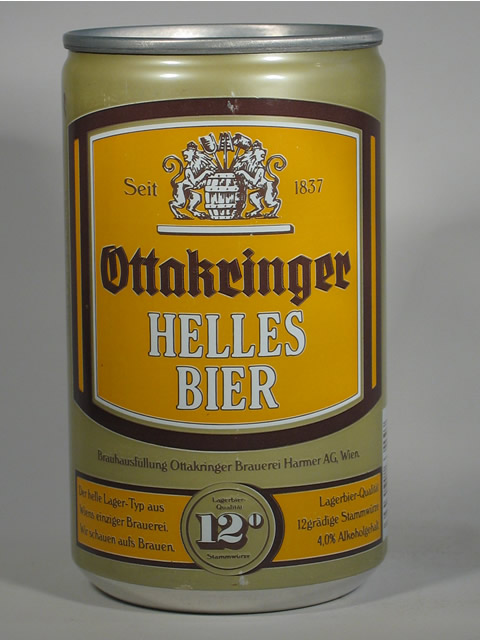 Seit 1837
Ottakringer
HELLES
BIER
Brauhausfüllung Ottakringer Brauerei Harmer AG, Wien
Der helle Lager-Typ aus
Wiens einziger Brauerei.
Wir schauen aufs Brauen.
Lagerbier-
Qualität
12°
Stammwürze
Lagerbier-Qualität
12grädige Stammwürze
4,0% Alkoholgehalt